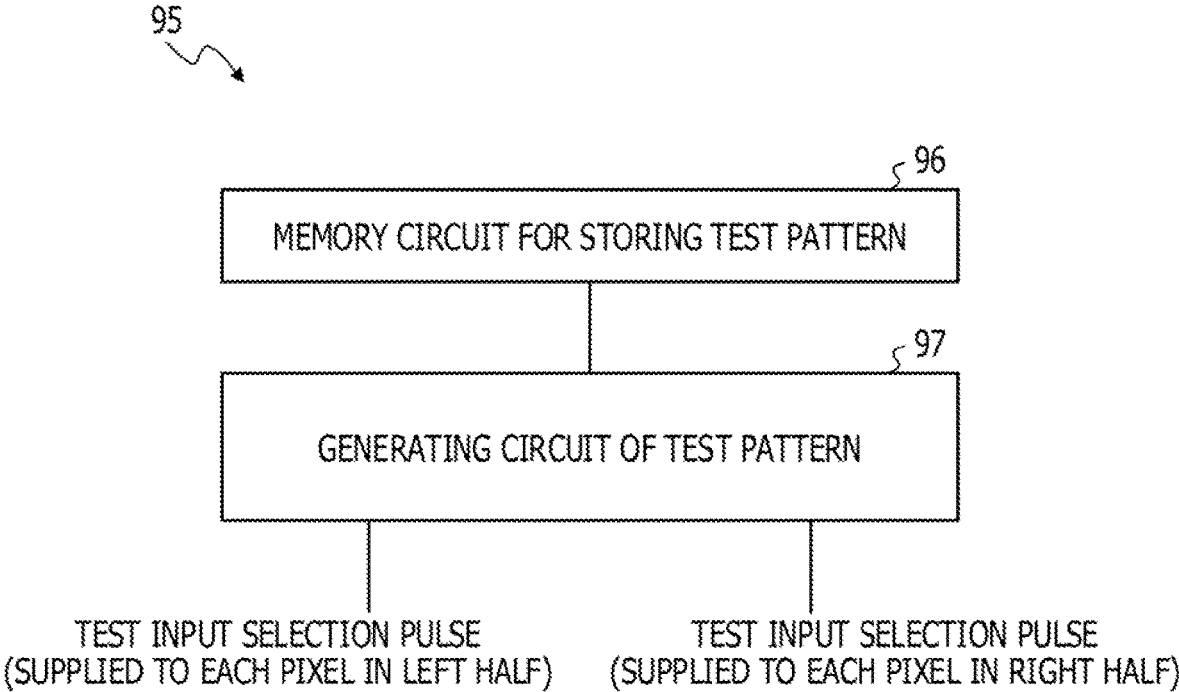 95
96
MEMORY CIRCUIT FOR STORING TEST PATTERN
97
GENERATING CIRCUIT OF TEST PATTERN
TEST INPUT SELECTION PULSE
(SUPPLIED TO EACH PIXEL IN LEFT HALF)
TEST INPUT SELECTION PULSE
(SUPPLIED TO EACH PIXEL IN RIGHT HALF)